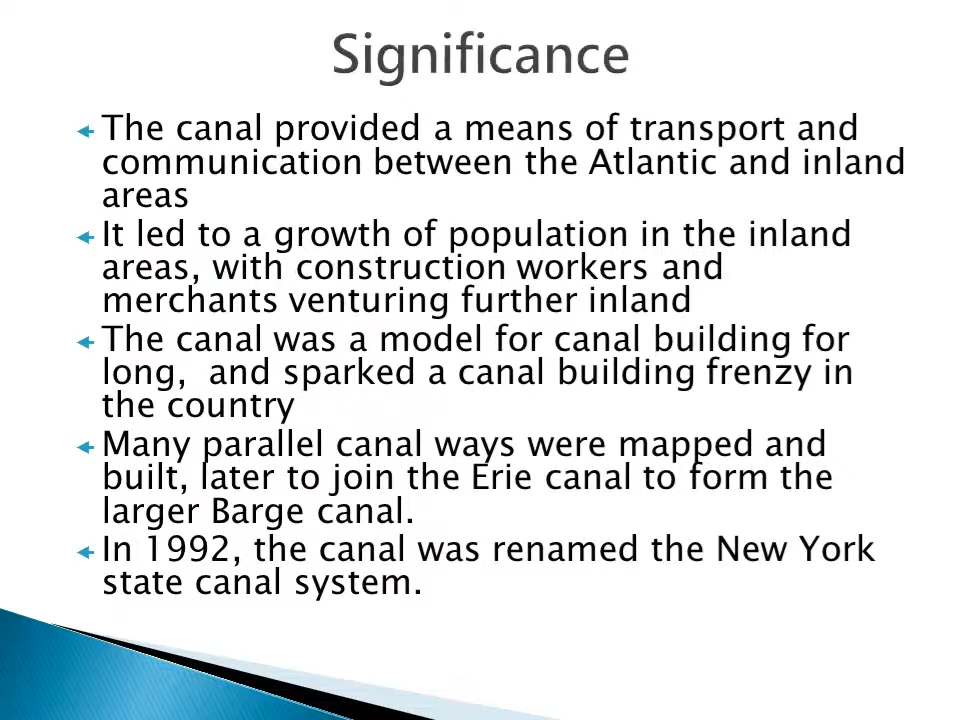 Significance
The canal provided a means of transport and
communication between the Atlantic and inland
areas
It led to a growth of population in the inland
areas, with construction workers and
merchants venturing further inland
The canal was a model for canal building for
long,  and sparked a canal building frenzy in
the country
Many parallel canal ways were mapped and
built, later to join the Erie canal to form the
larger Barge canal.
In 1992, the canal was renamed the New York
state canal system.